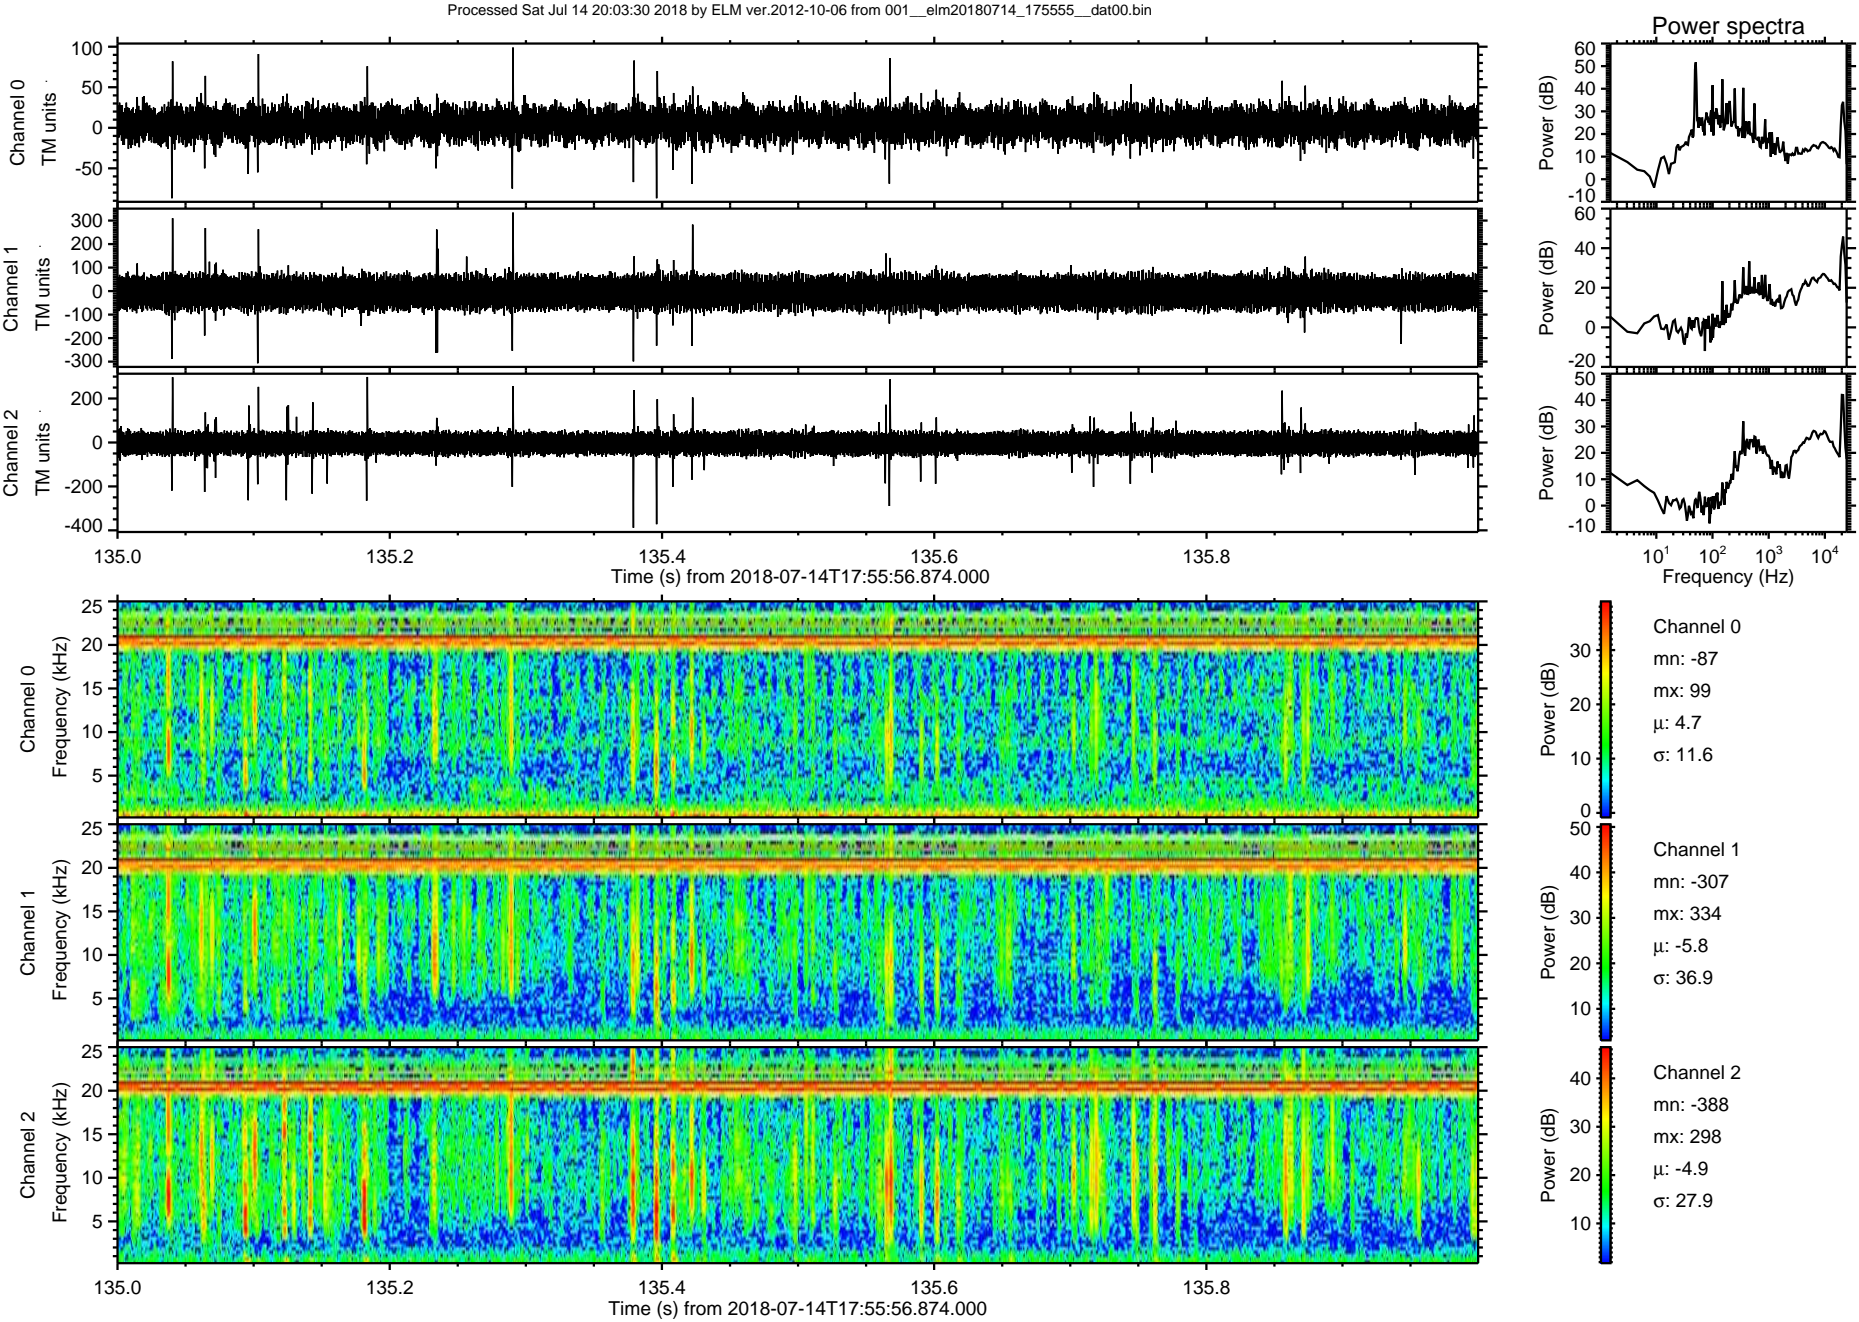 Processed Sat Jul 14 20:03:30 2018 by ELM ver.2012-10-06 from 001__elm20180714_175555__dat00.bin
Power spectra
Channel 0
TM units
100
50
0
-50
Power (dB)
60
50
40
30
20
10
0
-10
Channel 1
TM units
300
200
100
0
-100
-200
-300
Power (dB)
60
40
20
0
-20
Channel 2
TM units
200
0
-200
-400
Power (dB)
50
40
30
20
10
0
-10
135.0 135.2 135.4 135.6 135.8
Time (s) from 2018-07-14T17:55:56.874.000
10¹ 10² 10³ 10⁴
Frequency (Hz)
Channel 0
Frequency (kHz)
25
20
15
10
5
Power (dB)
30
20
10
0
Channel 0
mn: -87
mx: 99
μ: 4.7
σ: 11.6
Channel 1
Frequency (kHz)
25
20
15
10
5
Power (dB)
50
40
30
20
10
Channel 1
mn: -307
mx: 334
μ: -5.8
σ: 36.9
Channel 2
Frequency (kHz)
25
20
15
10
5
Power (dB)
40
30
20
10
Channel 2
mn: -388
mx: 298
μ: -4.9
σ: 27.9
135.0 135.2 135.4 135.6 135.8
Time (s) from 2018-07-14T17:55:56.874.000